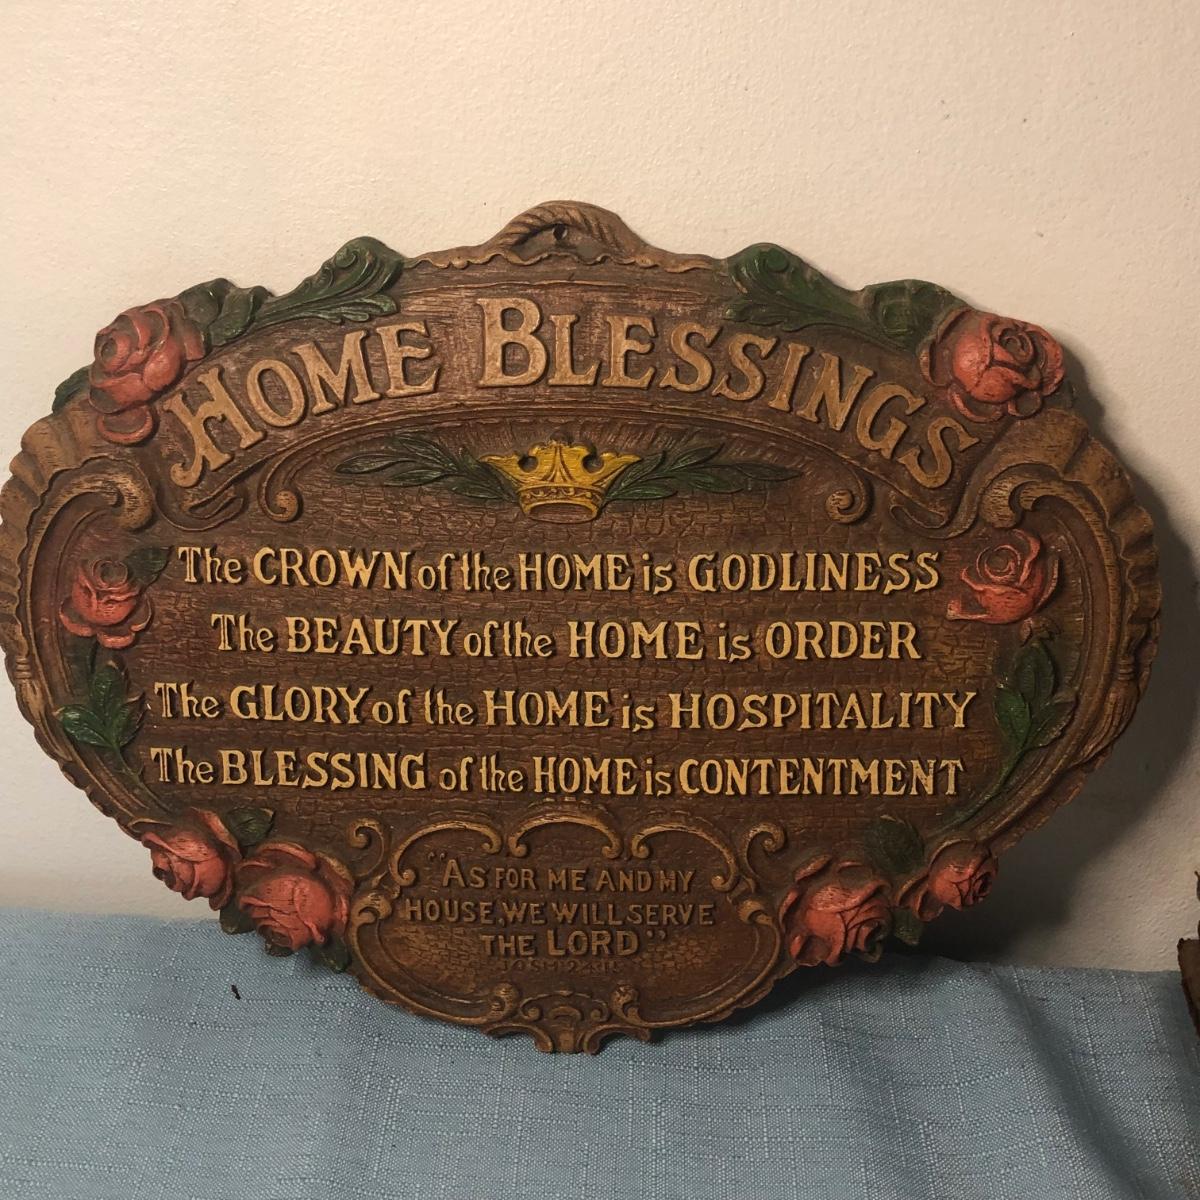 HOME BLESSINGS
The CROWN of the HOME is GODLINESS
The BEAUTY of the HOME is ORDER
The GLORY of the HOME is HOSPITALITY
The BLESSING of the HOME is CONTENTMENT
"AS FOR ME AND MY
HOUSE, WE WILL SERVE
THE LORD"